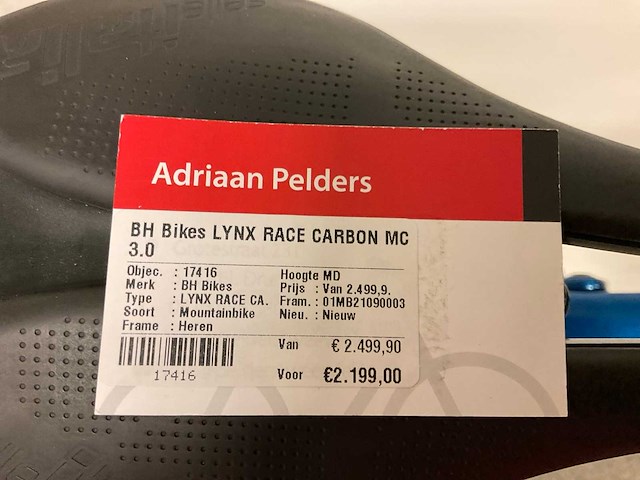 selle italia
Adriaan Pelders
BH Bikes LYNX RACE CARBON MC
3.0
Objec. : 17416 Hoogte MD
Merk : BH Bikes Prijs : Van 2.499,9.
Type : LYNX RACE CA. Fram. : 01MB21090003
Soort : Mountainbike Nieu. : Nieuw
Frame : Heren
Van € 2.499,90
17416
Voor €2.199,00